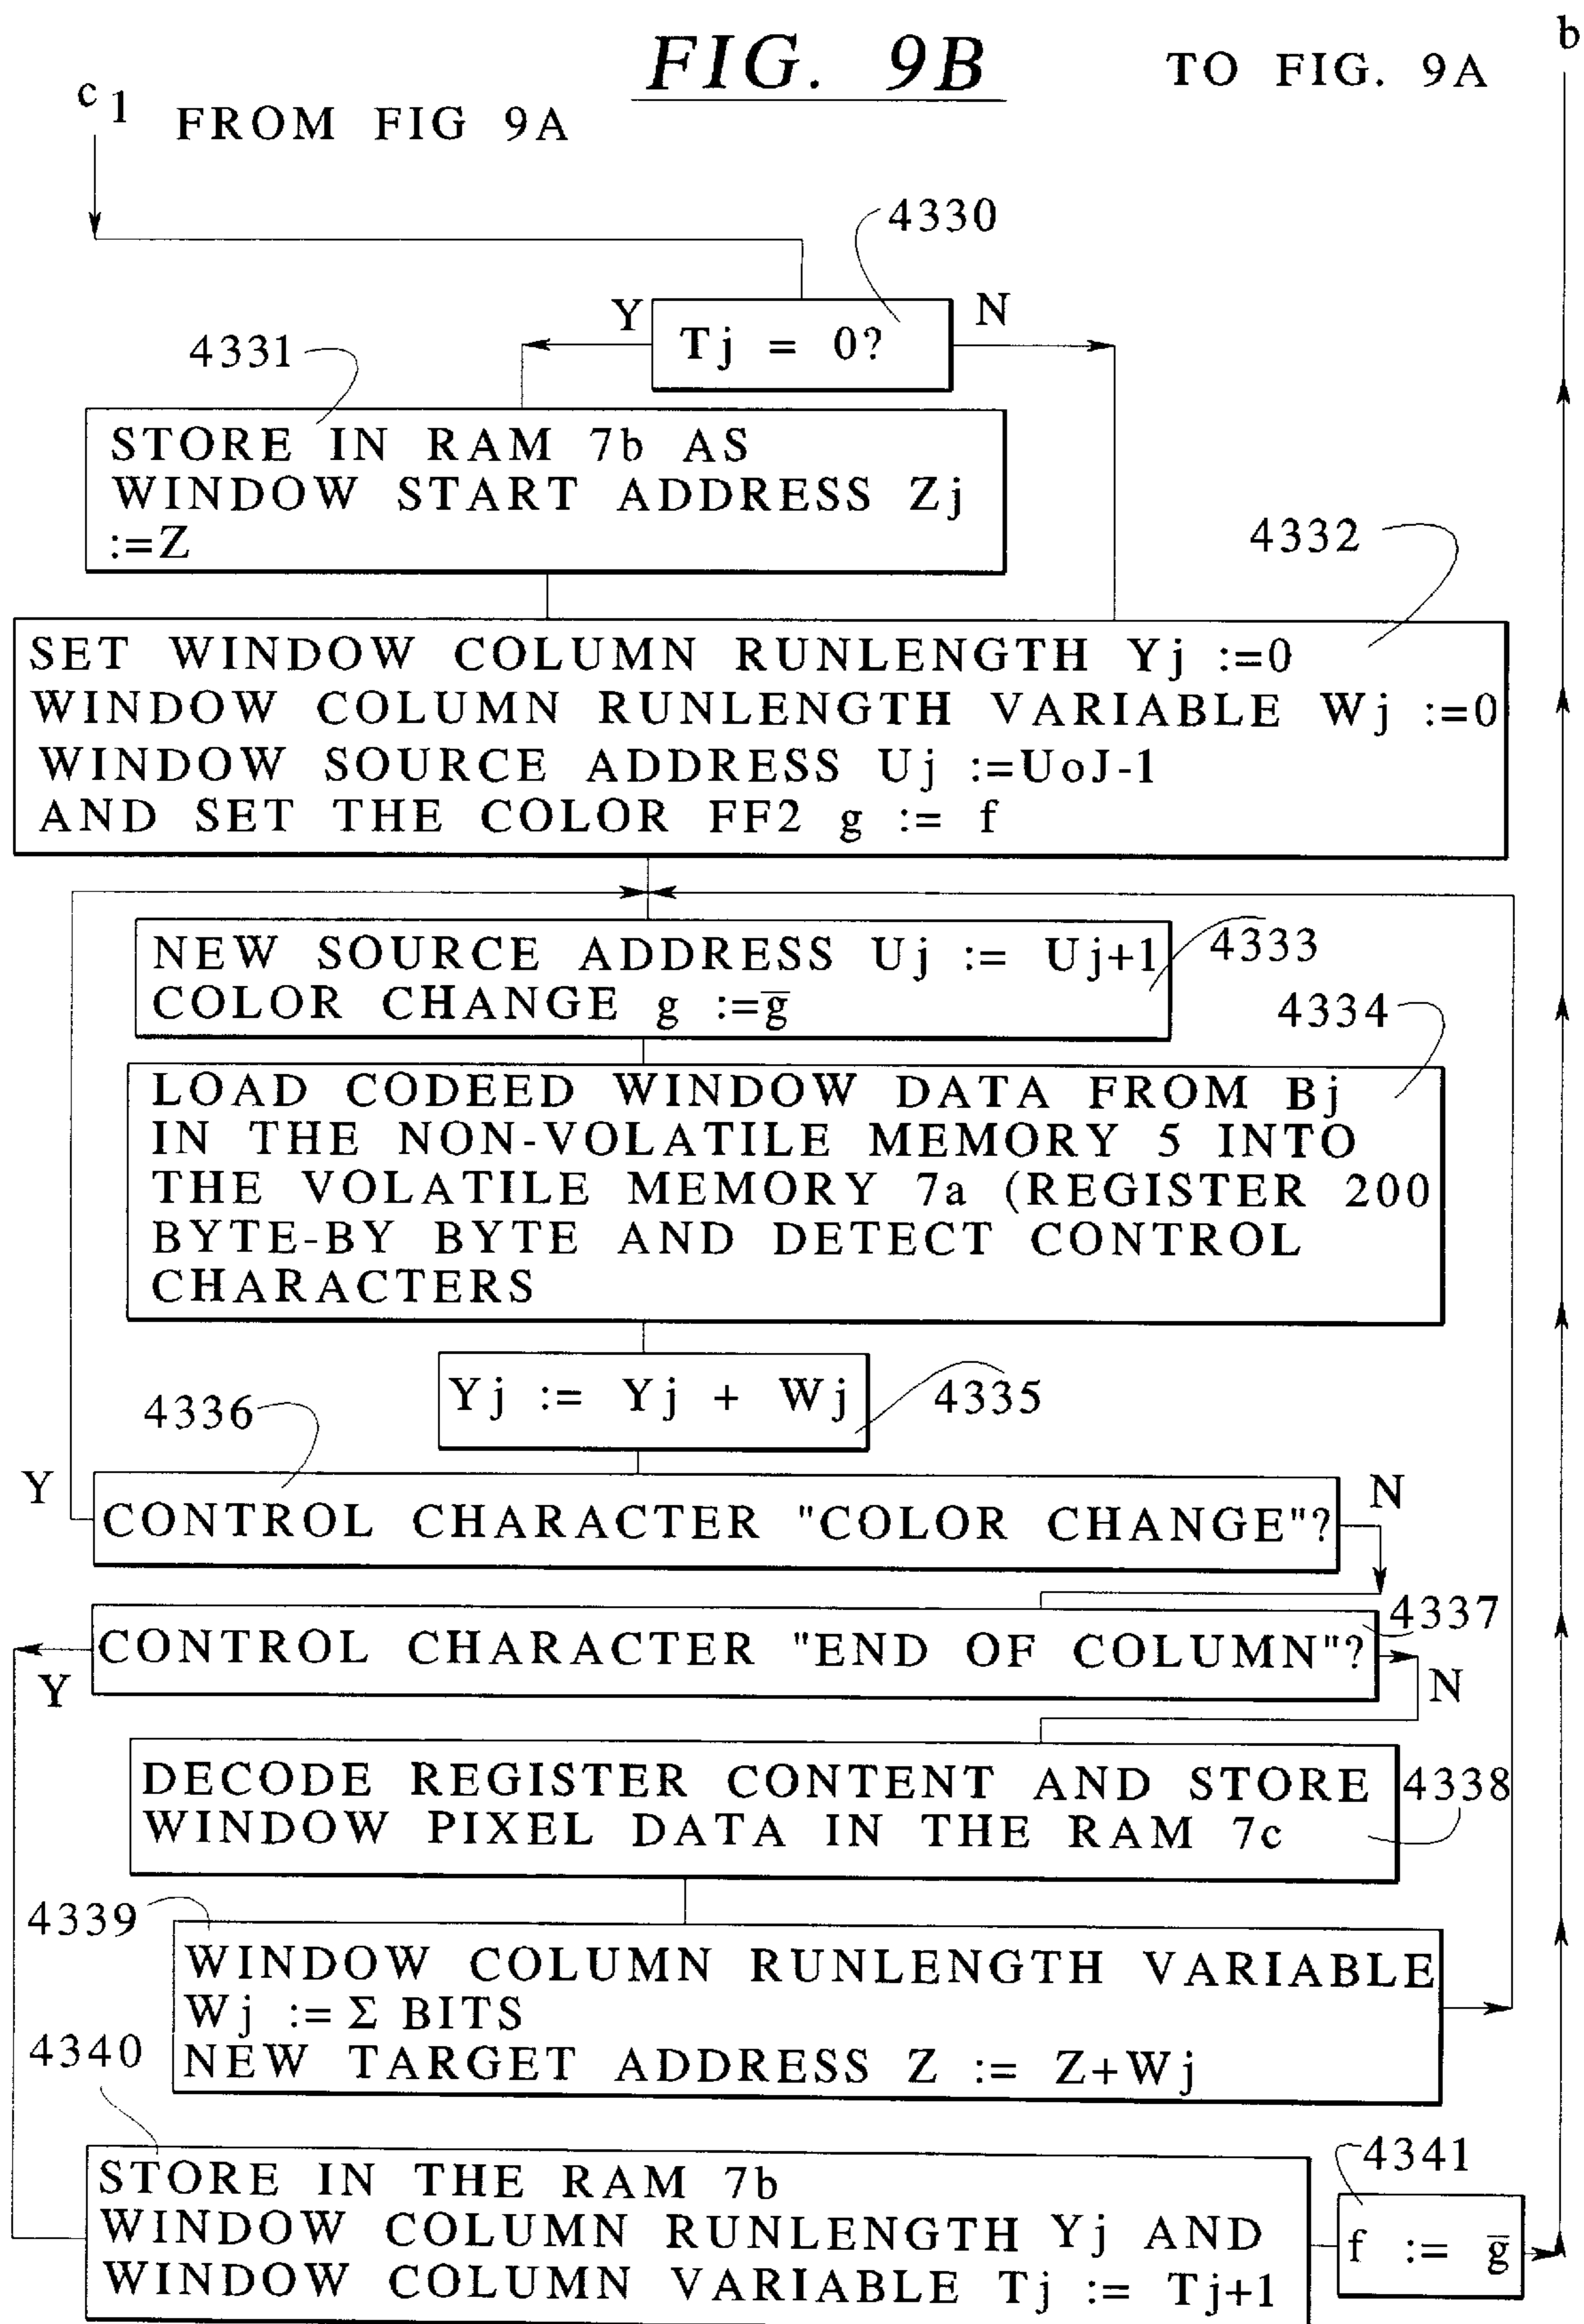 FIG. 9B
TO FIG. 9A
b
c1
FROM FIG 9A
4330
Y
Tj = 0?
N
4331
STORE IN RAM 7b AS
WINDOW START ADDRESS Zj
:=Z
4332
SET WINDOW COLUMN RUNLENGTH Yj :=0
WINDOW COLUMN RUNLENGTH VARIABLE Wj :=0
WINDOW SOURCE ADDRESS Uj :=UoJ-1
AND SET THE COLOR FF2 g := f
NEW SOURCE ADDRESS Uj := Uj+1
COLOR CHANGE g :=g̅
4333
4334
LOAD CODEED WINDOW DATA FROM Bj
IN THE NON-VOLATILE MEMORY 5 INTO
THE VOLATILE MEMORY 7a (REGISTER 200
BYTE-BY BYTE AND DETECT CONTROL
CHARACTERS
Yj := Yj + Wj
4335
4336
Y
CONTROL CHARACTER "COLOR CHANGE"?
N
4337
CONTROL CHARACTER "END OF COLUMN"?
Y
N
DECODE REGISTER CONTENT AND STORE
WINDOW PIXEL DATA IN THE RAM 7c
4338
4339
WINDOW COLUMN RUNLENGTH VARIABLE
Wj := Σ BITS
NEW TARGET ADDRESS Z := Z+Wj
4340
STORE IN THE RAM 7b
WINDOW COLUMN RUNLENGTH Yj AND
WINDOW COLUMN VARIABLE Tj := Tj+1
4341
f := g̅